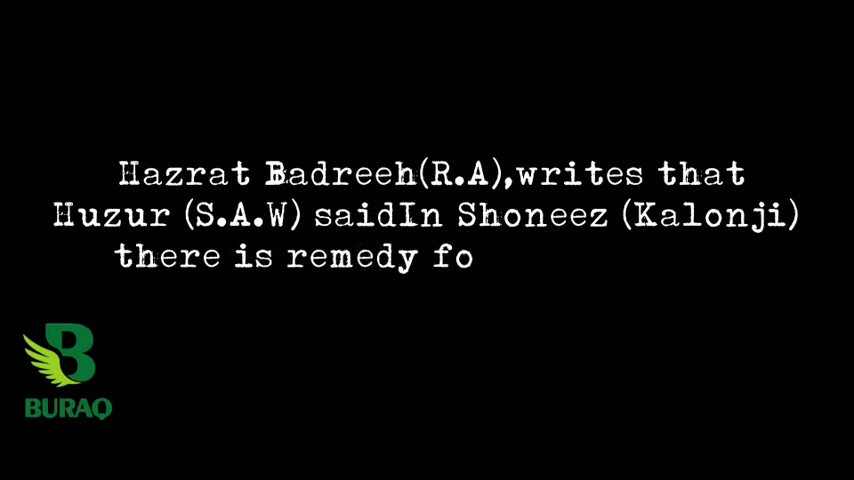 Hazrat Badreeh(R.A),writes that
Huzur (S.A.W) saidIn Shoneez (Kalonji)
there is remedy fo
B
BURAQ